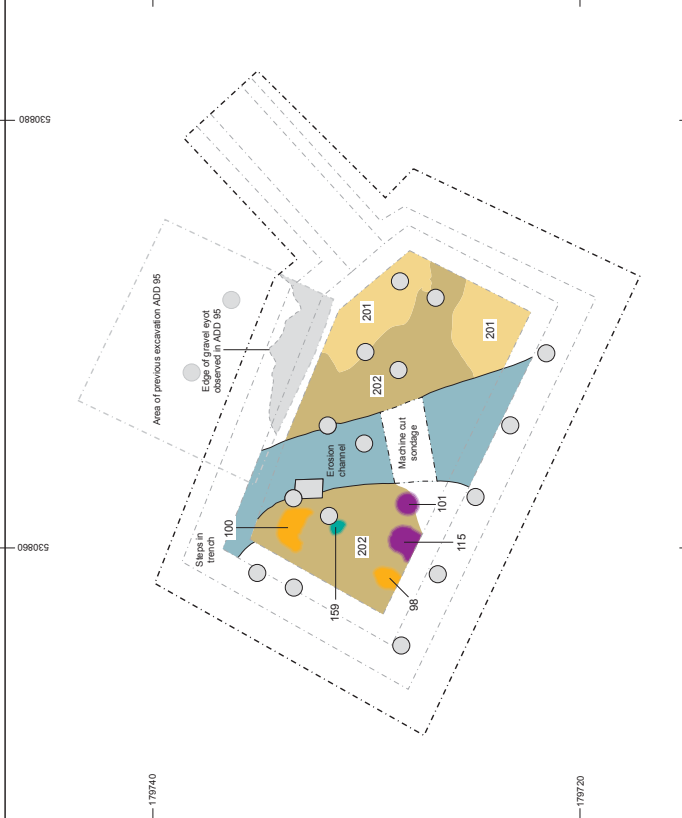 530880
Area of previous excavation ADD 95
Edge of gravel eyot
observed in ADD 95
201
201
202
Machine cut
sondage
Erosion
channel
Steps in
trench
100
101
202
115
159
98
530860
179740
179720